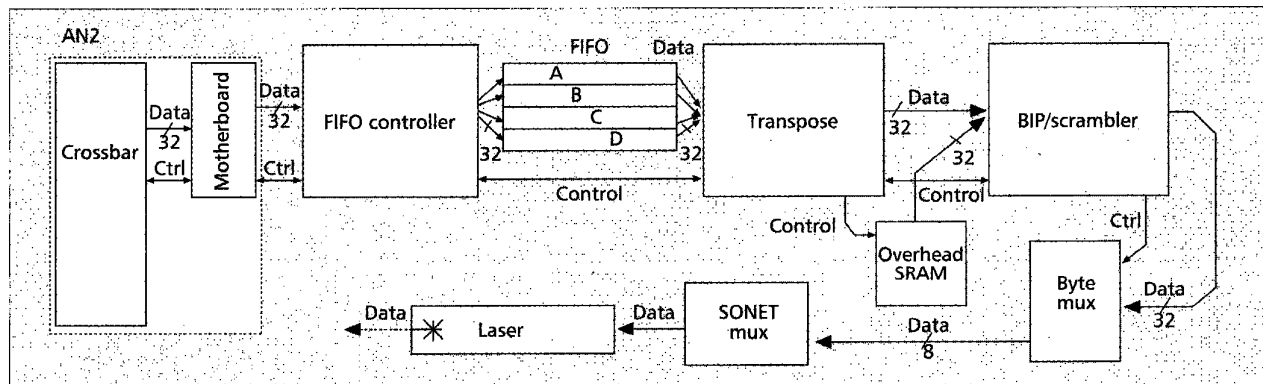 AN2
Crossbar
Data
32
Ctrl
Motherboard
Data
32
Ctrl
FIFO controller
FIFO
A
B
C
D
32
Data
32
Control
Transpose
Data
32
32
Control
Control
Overhead
SRAM
BIP/scrambler
Ctrl
Byte
mux
Data
32
Data
8
SONET
mux
Data
Laser
Data